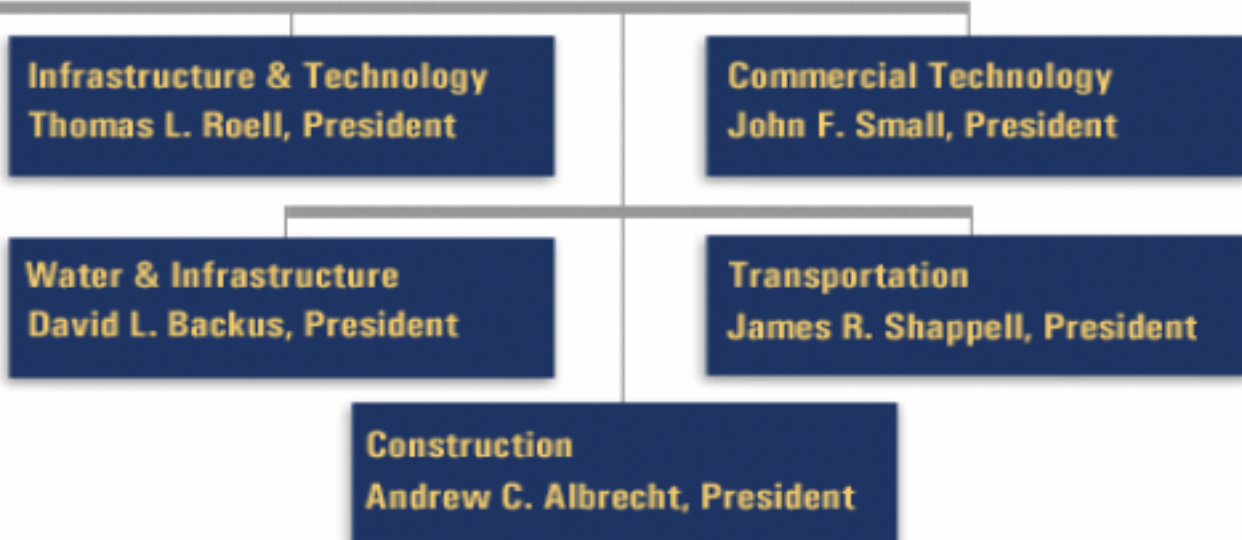 Infrastructure & Technology
Thomas L. Roell, President
Commercial Technology
John F. Small, President
Water & Infrastructure
David L. Backus, President
Transportation
James R. Shappell, President
Construction
Andrew C. Albrecht, President